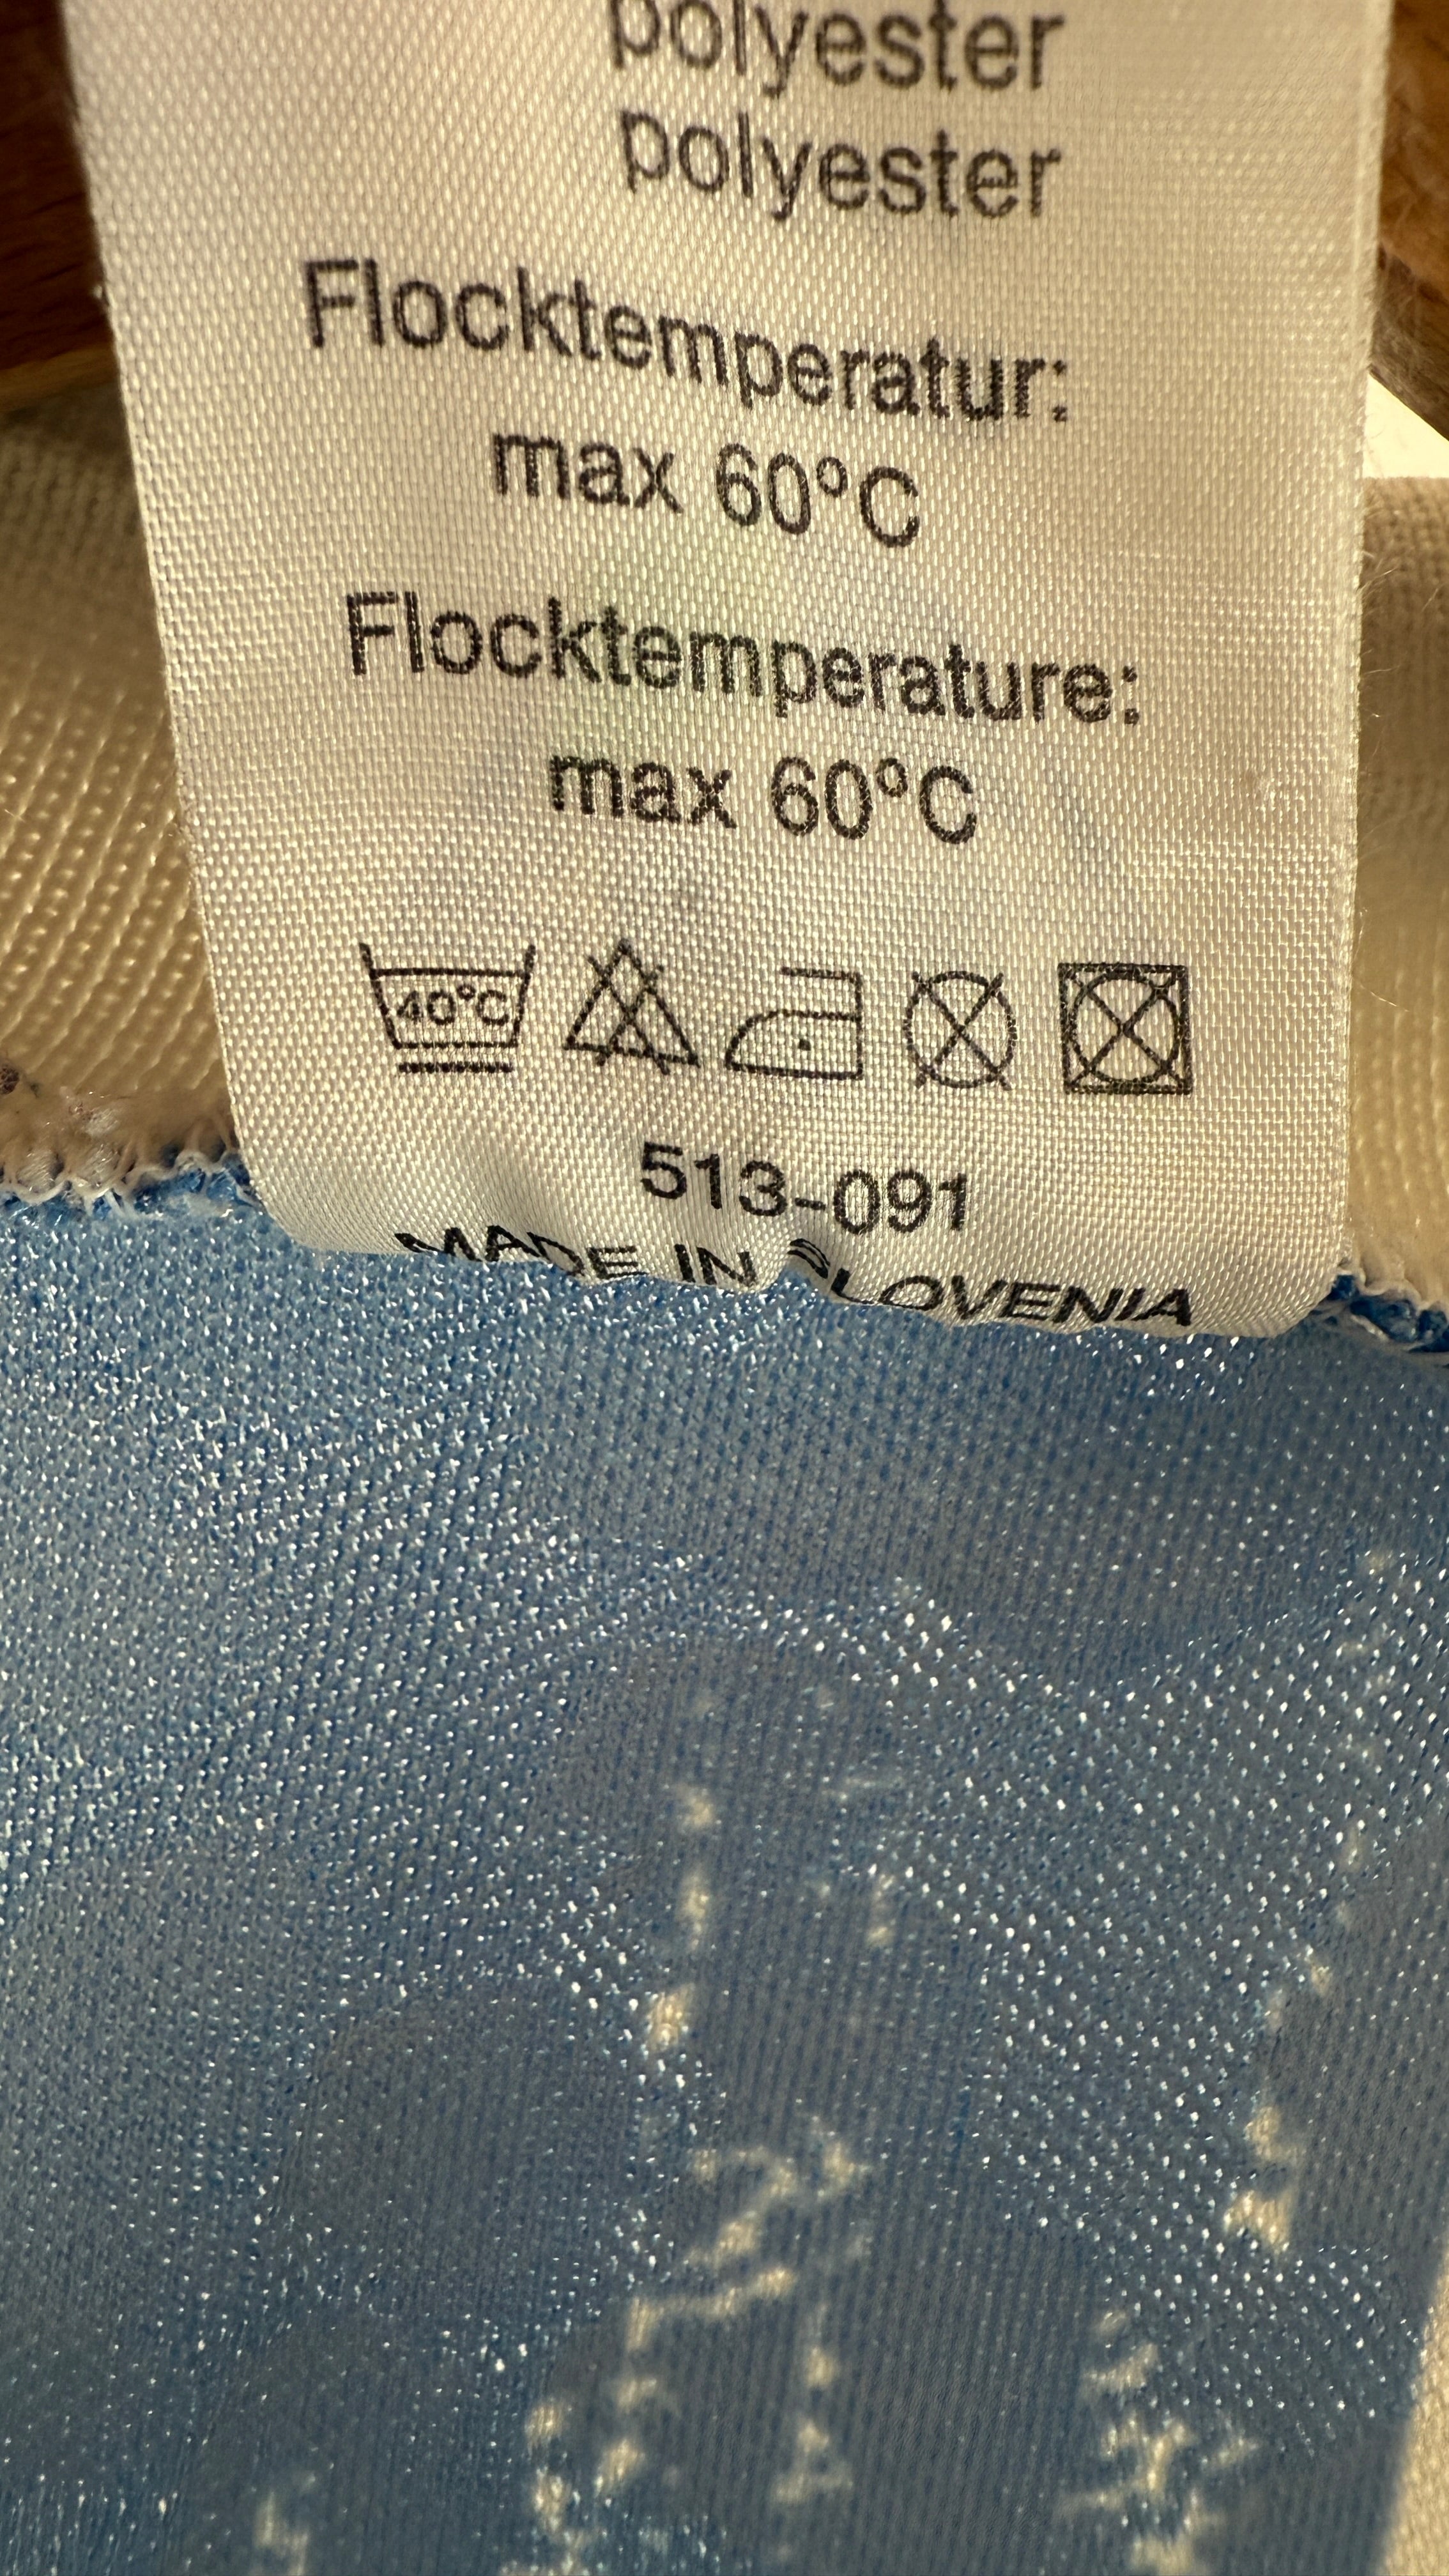 polyester
polyester
Flocktemperatur:
max 60°C
Flocktemperature:
max 60°C
40°C
513-091
MADE IN SLOVENIA